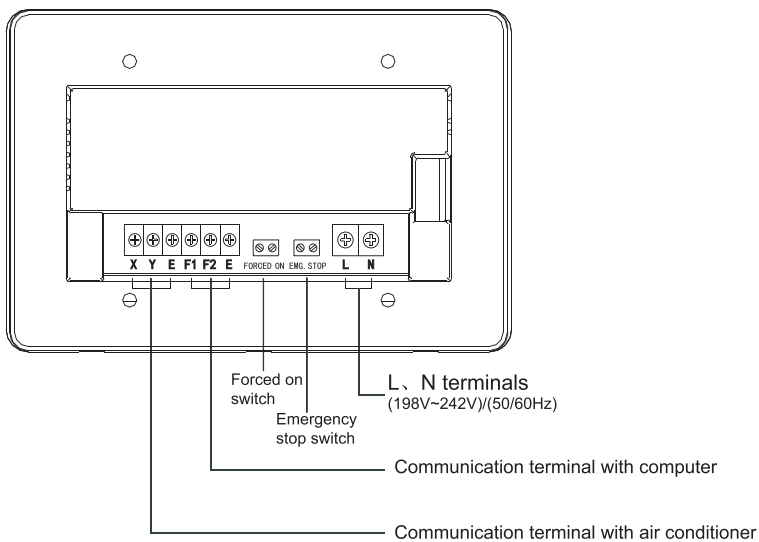 X Y E F1 F2 E FORCED ON EMG. STOP L N
Forced on
switch
L、N terminals
(198V~242V)/(50/60Hz)
Emergency
stop switch
Communication terminal with computer
Communication terminal with air conditioner